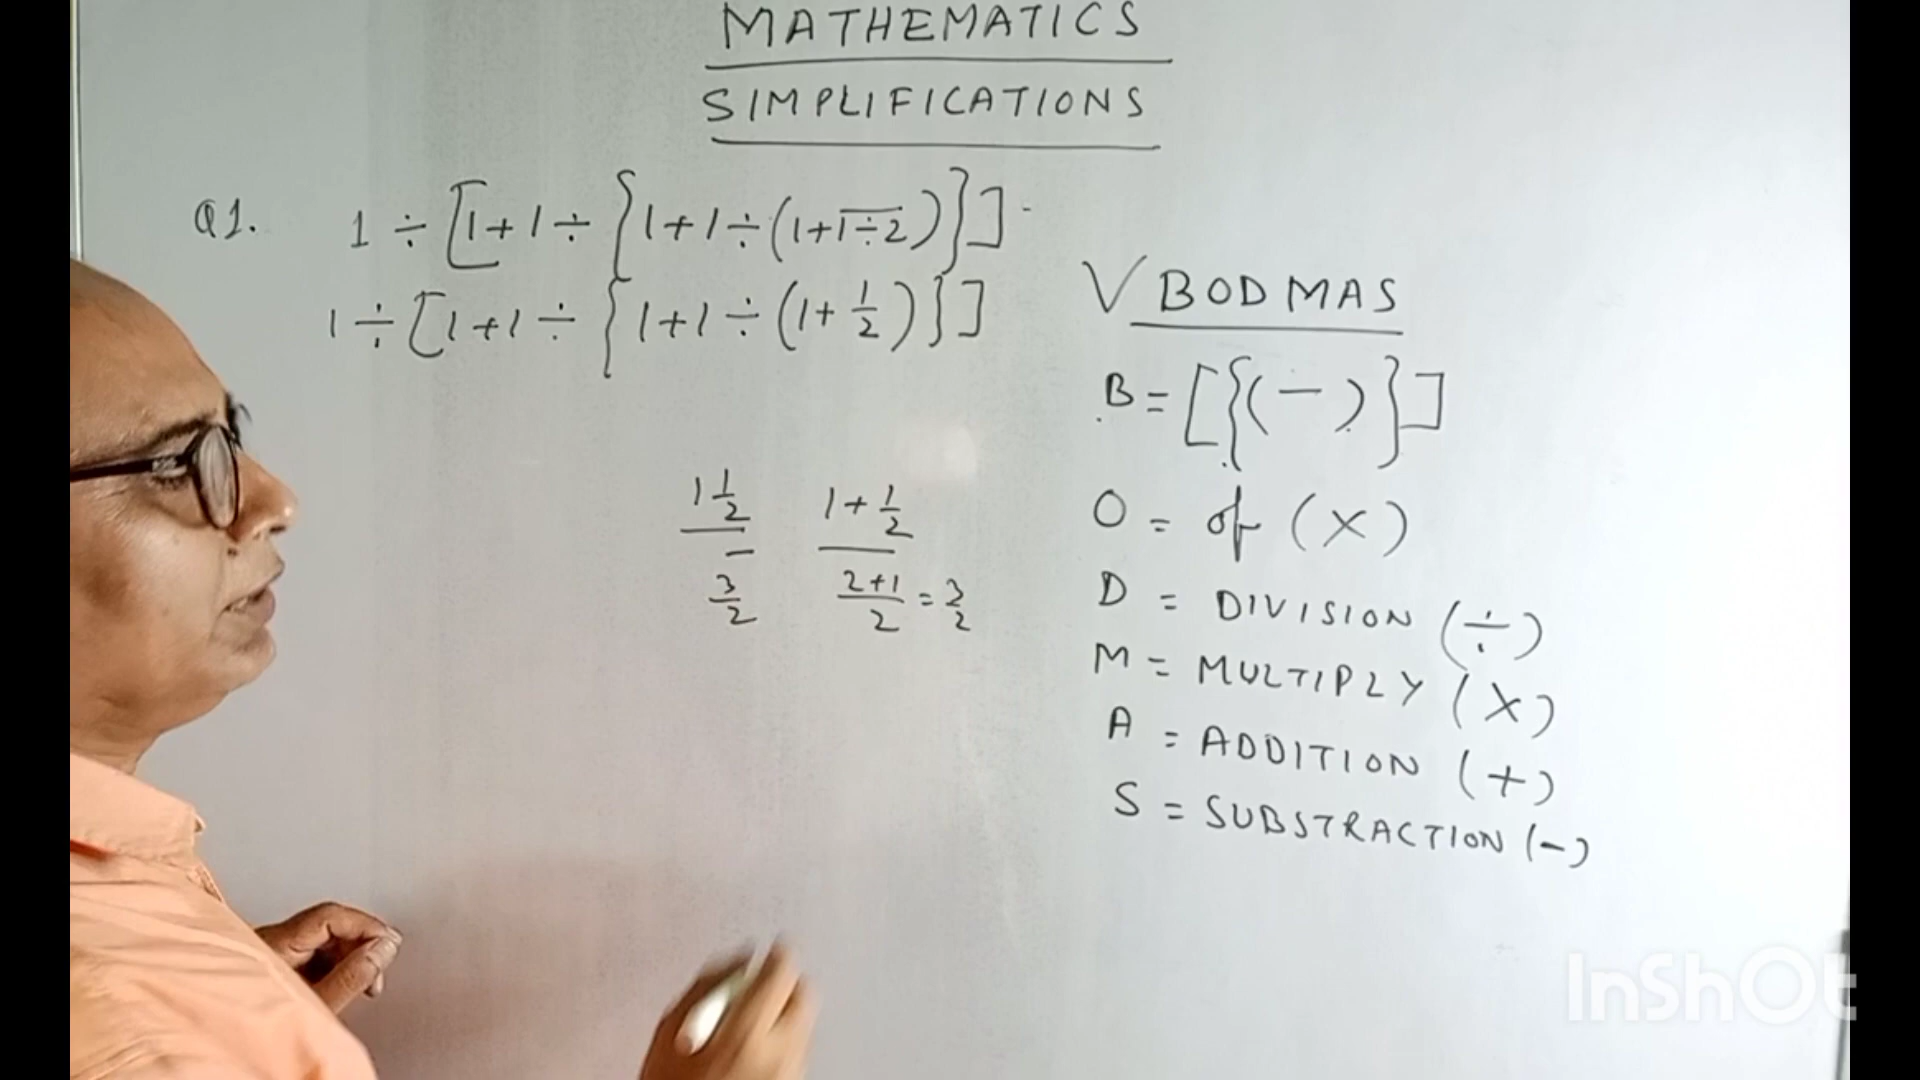 MATHEMATICS
SIMPLIFICATIONS
Q1. 1 ÷ [1+1 ÷ {1+1 ÷ (1+1̅÷̅2̅)}]
1 ÷ [1+1 ÷ {1+1 ÷ (1+ 1/2)}]
1 1/2
3/2
1 + 1/2
2+1/2 = 3/2
V BODMAS
B = [{(—)}]
O = of (X)
D = DIVISION (÷)
M = MULTIPLY (X)
A = ADDITION (+)
S = SUBSTRACTION (-)
InShOt